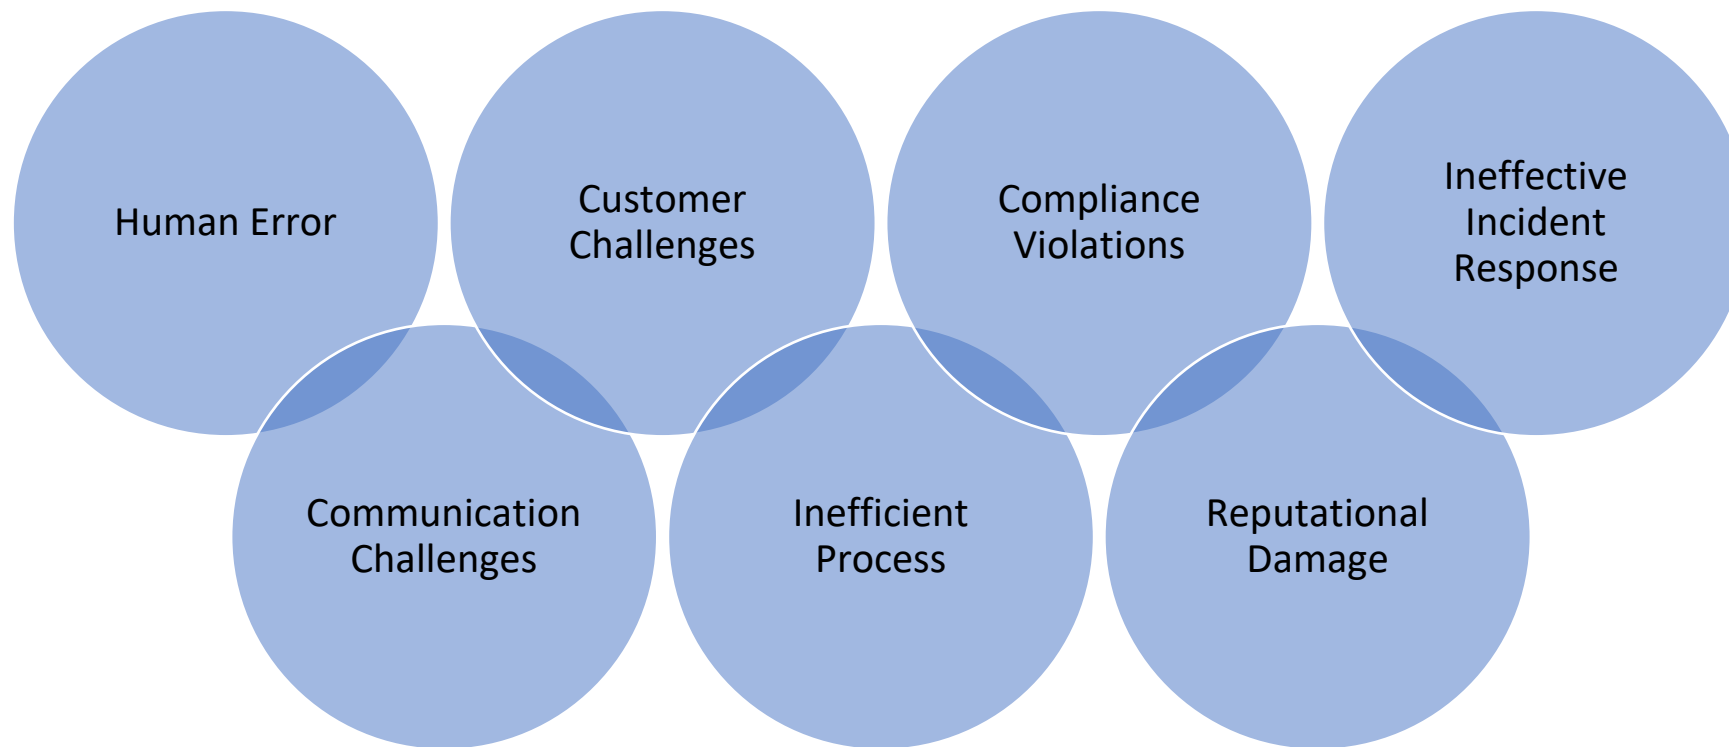 Human Error
Customer
Challenges
Compliance
Violations
Ineffective
Incident
Response
Communication
Challenges
Inefficient
Process
Reputational
Damage